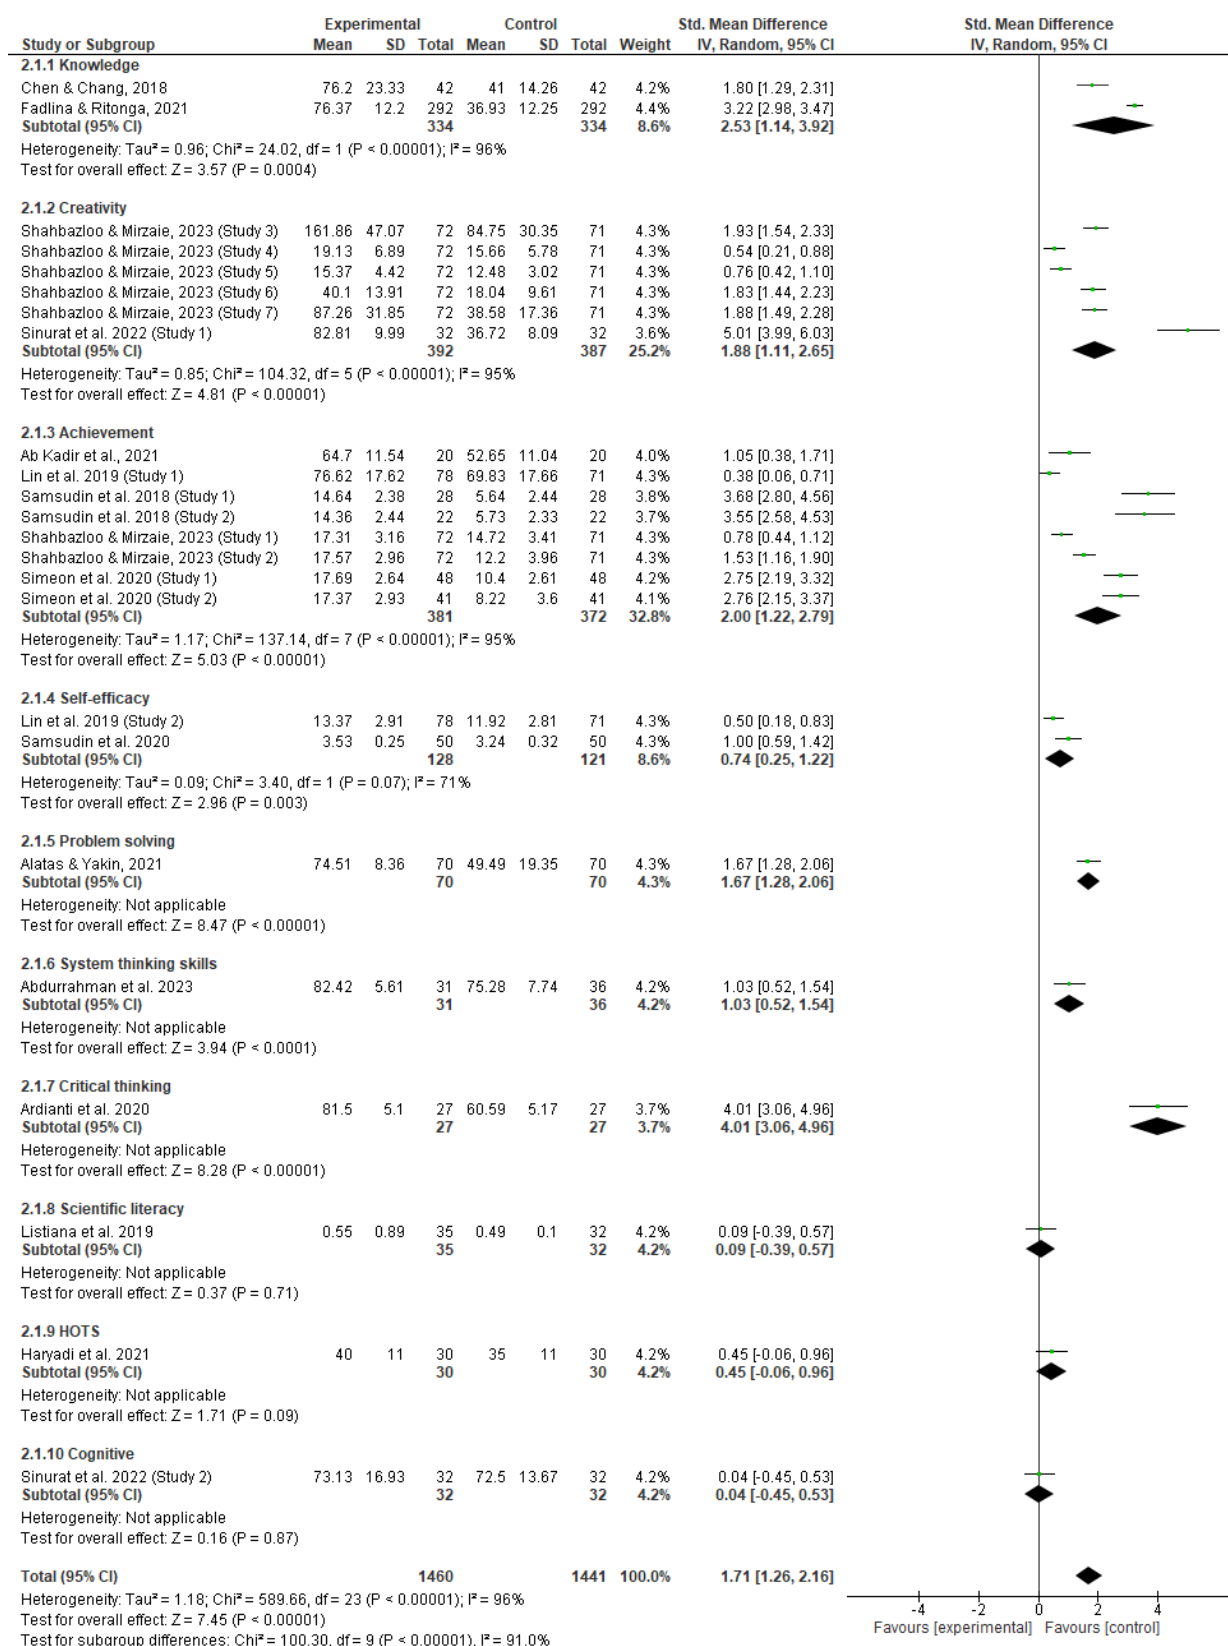 Experimental Control Std. Mean Difference Std. Mean Difference
Study or Subgroup Mean SD Total Mean SD Total Weight IV, Random, 95% CI IV, Random, 95% CI
2.1.1 Knowledge
Chen & Chang, 2018 76.2 23.33 42 41 14.26 42 4.2% 1.80 [1.29, 2.31]
Fadlina & Ritonga, 2021 76.37 12.2 292 36.93 12.25 292 4.4% 3.22 [2.98, 3.47]
Subtotal (95% CI) 334 334 8.6% 2.53 [1.14, 3.92]
Heterogeneity: Tau² = 0.96; Chi² = 24.02, df = 1 (P < 0.00001); I² = 96%
Test for overall effect: Z = 3.57 (P = 0.0004)
2.1.2 Creativity
Shahbazloo & Mirzaie, 2023 (Study 3) 161.86 47.07 72 84.75 30.35 71 4.3% 1.93 [1.54, 2.33]
Shahbazloo & Mirzaie, 2023 (Study 4) 19.13 6.89 72 15.66 5.78 71 4.3% 0.54 [0.21, 0.88]
Shahbazloo & Mirzaie, 2023 (Study 5) 15.37 4.42 72 12.48 3.02 71 4.3% 0.76 [0.42, 1.10]
Shahbazloo & Mirzaie, 2023 (Study 6) 40.1 13.91 72 18.04 9.61 71 4.3% 1.83 [1.44, 2.23]
Shahbazloo & Mirzaie, 2023 (Study 7) 87.26 31.85 72 38.58 17.36 71 4.3% 1.88 [1.49, 2.28]
Sinurat et al. 2022 (Study 1) 82.81 9.99 32 36.72 8.09 32 3.6% 5.01 [3.99, 6.03]
Subtotal (95% CI) 392 387 25.2% 1.88 [1.11, 2.65]
Heterogeneity: Tau² = 0.85; Chi² = 104.32, df = 5 (P < 0.00001); I² = 95%
Test for overall effect: Z = 4.81 (P < 0.00001)
2.1.3 Achievement
Ab Kadir et al., 2021 64.7 11.54 20 52.65 11.04 20 4.0% 1.05 [0.38, 1.71]
Lin et al. 2019 (Study 1) 76.62 17.62 78 69.83 17.66 71 4.3% 0.38 [0.06, 0.71]
Samsudin et al. 2018 (Study 1) 14.64 2.38 28 5.64 2.44 28 3.8% 3.68 [2.80, 4.56]
Samsudin et al. 2018 (Study 2) 14.36 2.44 22 5.73 2.33 22 3.7% 3.55 [2.58, 4.53]
Shahbazloo & Mirzaie, 2023 (Study 1) 17.31 3.16 72 14.72 3.41 71 4.3% 0.78 [0.44, 1.12]
Shahbazloo & Mirzaie, 2023 (Study 2) 17.57 2.96 72 12.2 3.96 71 4.3% 1.53 [1.16, 1.90]
Simeon et al. 2020 (Study 1) 17.69 2.64 48 10.4 2.61 48 4.2% 2.75 [2.19, 3.32]
Simeon et al. 2020 (Study 2) 17.37 2.93 41 8.22 3.6 41 4.1% 2.76 [2.15, 3.37]
Subtotal (95% CI) 381 372 32.8% 2.00 [1.22, 2.79]
Heterogeneity: Tau² = 1.17; Chi² = 137.14, df = 7 (P < 0.00001); I² = 95%
Test for overall effect: Z = 5.03 (P < 0.00001)
2.1.4 Self-efficacy
Lin et al. 2019 (Study 2) 13.37 2.91 78 11.92 2.81 71 4.3% 0.50 [0.18, 0.83]
Samsudin et al. 2020 3.53 0.25 50 3.24 0.32 50 4.3% 1.00 [0.59, 1.42]
Subtotal (95% CI) 128 121 8.6% 0.74 [0.25, 1.22]
Heterogeneity: Tau² = 0.09; Chi² = 3.40, df = 1 (P = 0.07); I² = 71%
Test for overall effect: Z = 2.96 (P = 0.003)
2.1.5 Problem solving
Alatas & Yakin, 2021 74.51 8.36 70 49.49 19.35 70 4.3% 1.67 [1.28, 2.06]
Subtotal (95% CI) 70 70 4.3% 1.67 [1.28, 2.06]
Heterogeneity: Not applicable
Test for overall effect: Z = 8.47 (P < 0.00001)
2.1.6 System thinking skills
Abdurrahman et al. 2023 82.42 5.61 31 75.28 7.74 36 4.2% 1.03 [0.52, 1.54]
Subtotal (95% CI) 31 36 4.2% 1.03 [0.52, 1.54]
Heterogeneity: Not applicable
Test for overall effect: Z = 3.94 (P < 0.0001)
2.1.7 Critical thinking
Ardianti et al. 2020 81.5 5.1 27 60.59 5.17 27 3.7% 4.01 [3.06, 4.96]
Subtotal (95% CI) 27 27 3.7% 4.01 [3.06, 4.96]
Heterogeneity: Not applicable
Test for overall effect: Z = 8.28 (P < 0.00001)
2.1.8 Scientific literacy
Listiana et al. 2019 0.55 0.89 35 0.49 0.1 32 4.2% 0.09 [-0.39, 0.57]
Subtotal (95% CI) 35 32 4.2% 0.09 [-0.39, 0.57]
Heterogeneity: Not applicable
Test for overall effect: Z = 0.37 (P = 0.71)
2.1.9 HOTS
Haryadi et al. 2021 40 11 30 35 11 30 4.2% 0.45 [-0.06, 0.96]
Subtotal (95% CI) 30 30 4.2% 0.45 [-0.06, 0.96]
Heterogeneity: Not applicable
Test for overall effect: Z = 1.71 (P = 0.09)
2.1.10 Cognitive
Sinurat et al. 2022 (Study 2) 73.13 16.93 32 72.5 13.67 32 4.2% 0.04 [-0.45, 0.53]
Subtotal (95% CI) 32 32 4.2% 0.04 [-0.45, 0.53]
Heterogeneity: Not applicable
Test for overall effect: Z = 0.16 (P = 0.87)
Total (95% CI) 1460 1441 100.0% 1.71 [1.26, 2.16]
Heterogeneity: Tau² = 1.18; Chi² = 589.66, df = 23 (P < 0.00001); I² = 96%
Test for overall effect: Z = 7.45 (P < 0.00001)
Test for subgroup differences: Chi² = 100.30, df = 9 (P < 0.00001), I² = 91.0%
-4 -2 0 2 4
Favours [experimental] Favours [control]